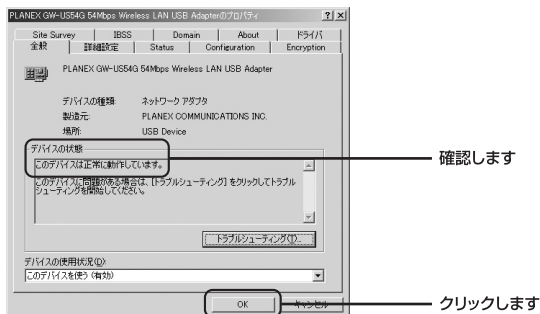 PLANEX GW-US54G 54Mbps Wireless LAN USB Adapterのプロパティ
Site Survey IBSS Domain About ドライバ
全般 詳細設定 Status Configuration Encryption
PLANEX GW-US54G 54Mbps Wireless LAN USB Adapter
デバイスの種類: ネットワーク アダプタ
製造元: PLANEX COMMUNICATIONS INC.
場所: USB Device
デバイスの状態
このデバイスは正常に動作しています。
確認します
このデバイスに問題がある場合は、[トラブルシューティング] をクリックしてトラブル
シューティングを開始してください。
トラブルシューティング(T)...
デバイスの使用状況(D):
このデバイスを使う (有効)
OK キャンセル
クリックします